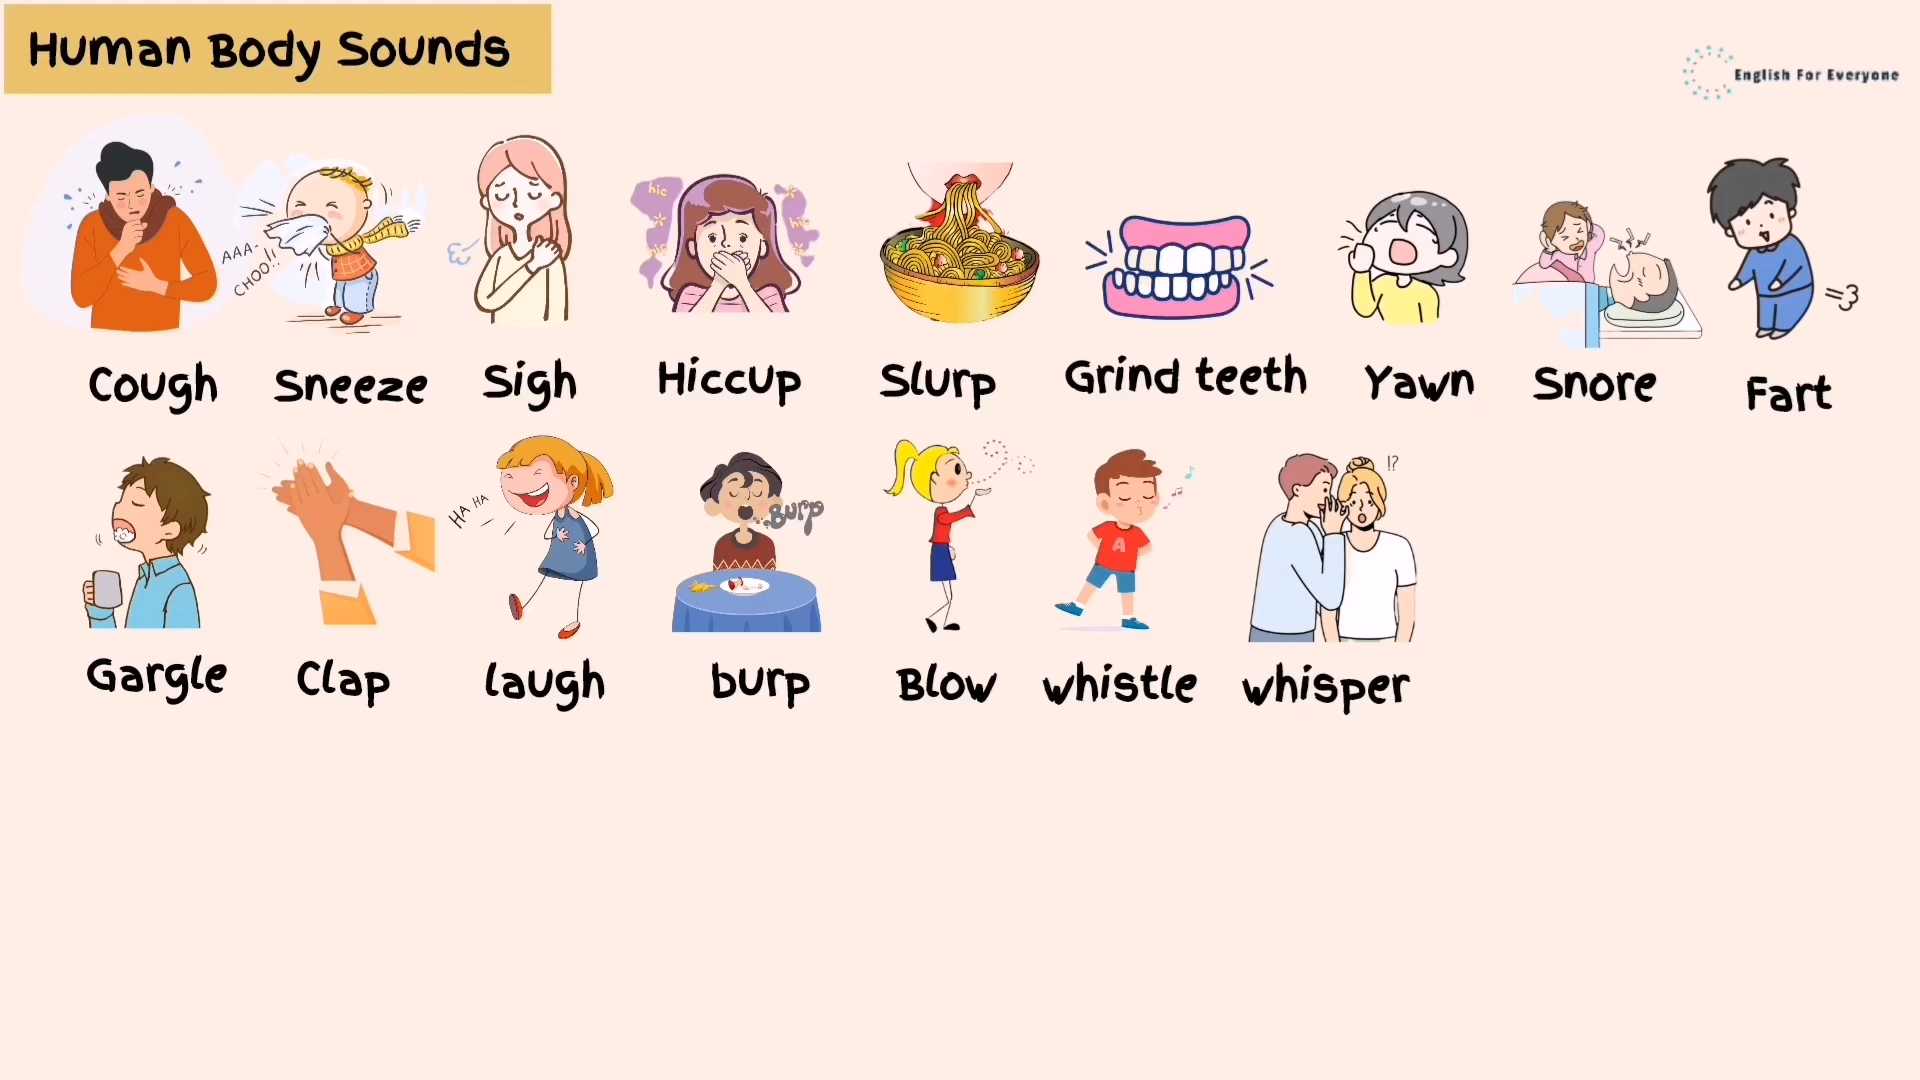 Human Body Sounds
English For Everyone
AAA-
CHOO!!
hic
hic
hic
Cough
Sneeze
Sigh
Hiccup
Slurp
Grind teeth
Yawn
Snore
Fart
HA HA
Burp
A
!?
Gargle
Clap
laugh
burp
Blow
whistle
whisper